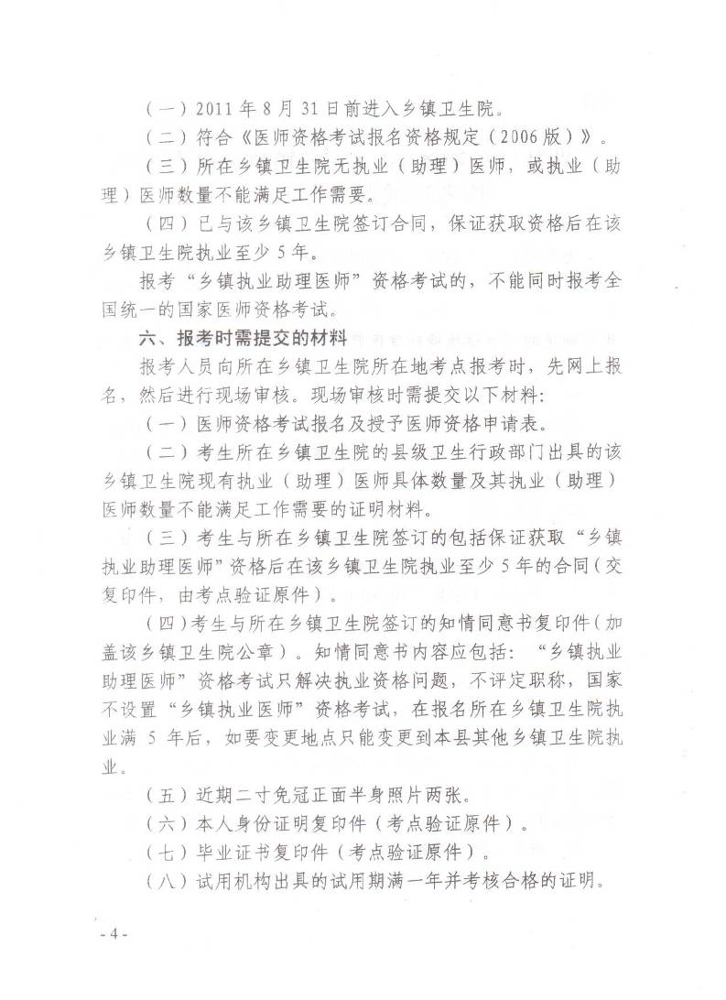 （一）2011 年 8 月 31 日前进入乡镇卫生院。
（二）符合《医师资格考试报名资格规定（2006 版）》。
（三）所在乡镇卫生院无执业（助理）医师，或执业（助
理）医师数量不能满足工作需要。
（四）已与该乡镇卫生院签订合同，保证获取资格后在该
乡镇卫生院执业至少 5 年。
报考“乡镇执业助理医师”资格考试的，不能同时报考全
国统一的国家医师资格考试。
六、报考时需提交的材料
报考人员向所在乡镇卫生院所在地考点报考时，先网上报
名，然后进行现场审核。现场审核时需提交以下材料：
（一）医师资格考试报名及授予医师资格申请表。
（二）考生所在乡镇卫生院的县级卫生行政部门出具的该
乡镇卫生院现有执业（助理）医师具体数量及其执业（助理）
医师数量不能满足工作需要的证明材料。
（三）考生与所在乡镇卫生院签订的包括保证获取“乡镇
执业助理医师”资格后在该乡镇卫生院执业至少 5 年的合同（交
复印件，由考点验证原件）。
（四）考生与所在乡镇卫生院签订的知情同意书复印件（加
盖该乡镇卫生院公章）。知情同意书内容应包括：“乡镇执业
助理医师”资格考试只解决执业资格问题，不评定职称，国家
不设置“乡镇执业医师”资格考试，在报名所在乡镇卫生院执
业满 5 年后，如要变更地点只能变更到本县其他乡镇卫生院执
业。
（五）近期二寸免冠正面半身照片两张。
（六）本人身份证明复印件（考点验证原件）。
（七）毕业证书复印件（考点验证原件）。
（八）试用机构出具的试用期满一年并考核合格的证明。
- 4 -